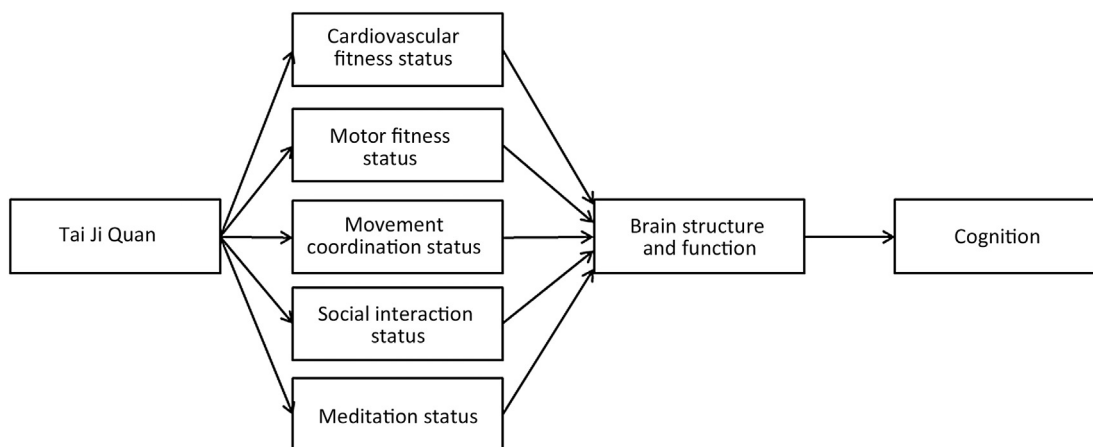 Cardiovascular
fitness status
Motor fitness
status
Tai Ji Quan
Movement
coordination status
Brain structure
and function
Cognition
Social interaction
status
Meditation status